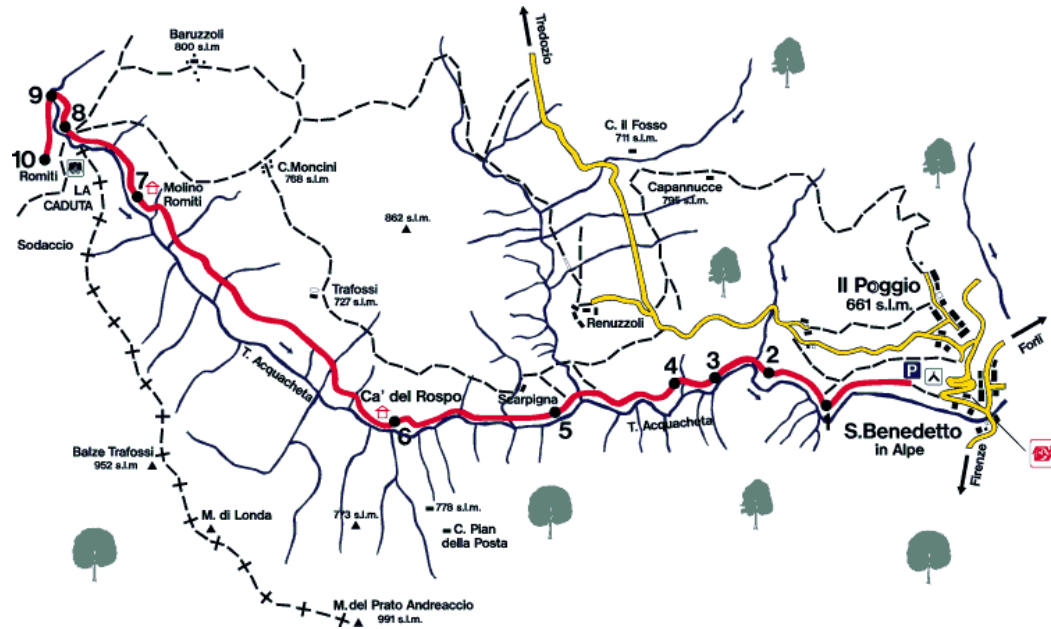 Tredozio
Baruzzoli
800 s.l.m
9
8
10
Romiti
LA
CADUTA
7
Molino
Romiti
C.Moncini
768 s.l.m
C. il Fosso
711 s.l.m.
Capannucce
795 s.l.m.
862 s.l.m.
Sodaccio
Trafossi
727 s.l.m.
Renuzzoli
Il Poggio
661 s.l.m.
Forlì
T. Acquacheta
Ca' del Rospo
6
Scarpigna
5
4
3
2
1
P
T. Acquacheta
S.Benedetto
in Alpe
Firenze
Balze Trafossi
952 s.l.m
M. di Londa
773 s.l.m.
778 s.l.m.
C. Pian
della Posta
M. del Prato Andreaccio
991 s.l.m.